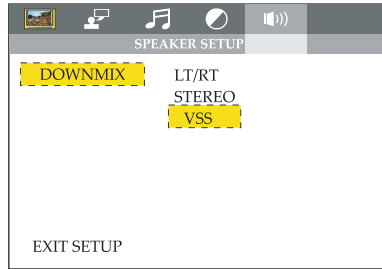 SPEAKER SETUP
DOWNMIX LT/RT
STEREO
VSS
EXIT SETUP